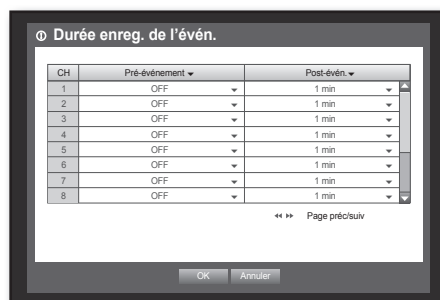 Durée enreg. de l'évén.
CH Pré-événement Post-évén.
1 OFF 1 min
2 OFF 1 min
3 OFF 1 min
4 OFF 1 min
5 OFF 1 min
6 OFF 1 min
7 OFF 1 min
8 OFF 1 min
Page préc/suiv
OK Annuler